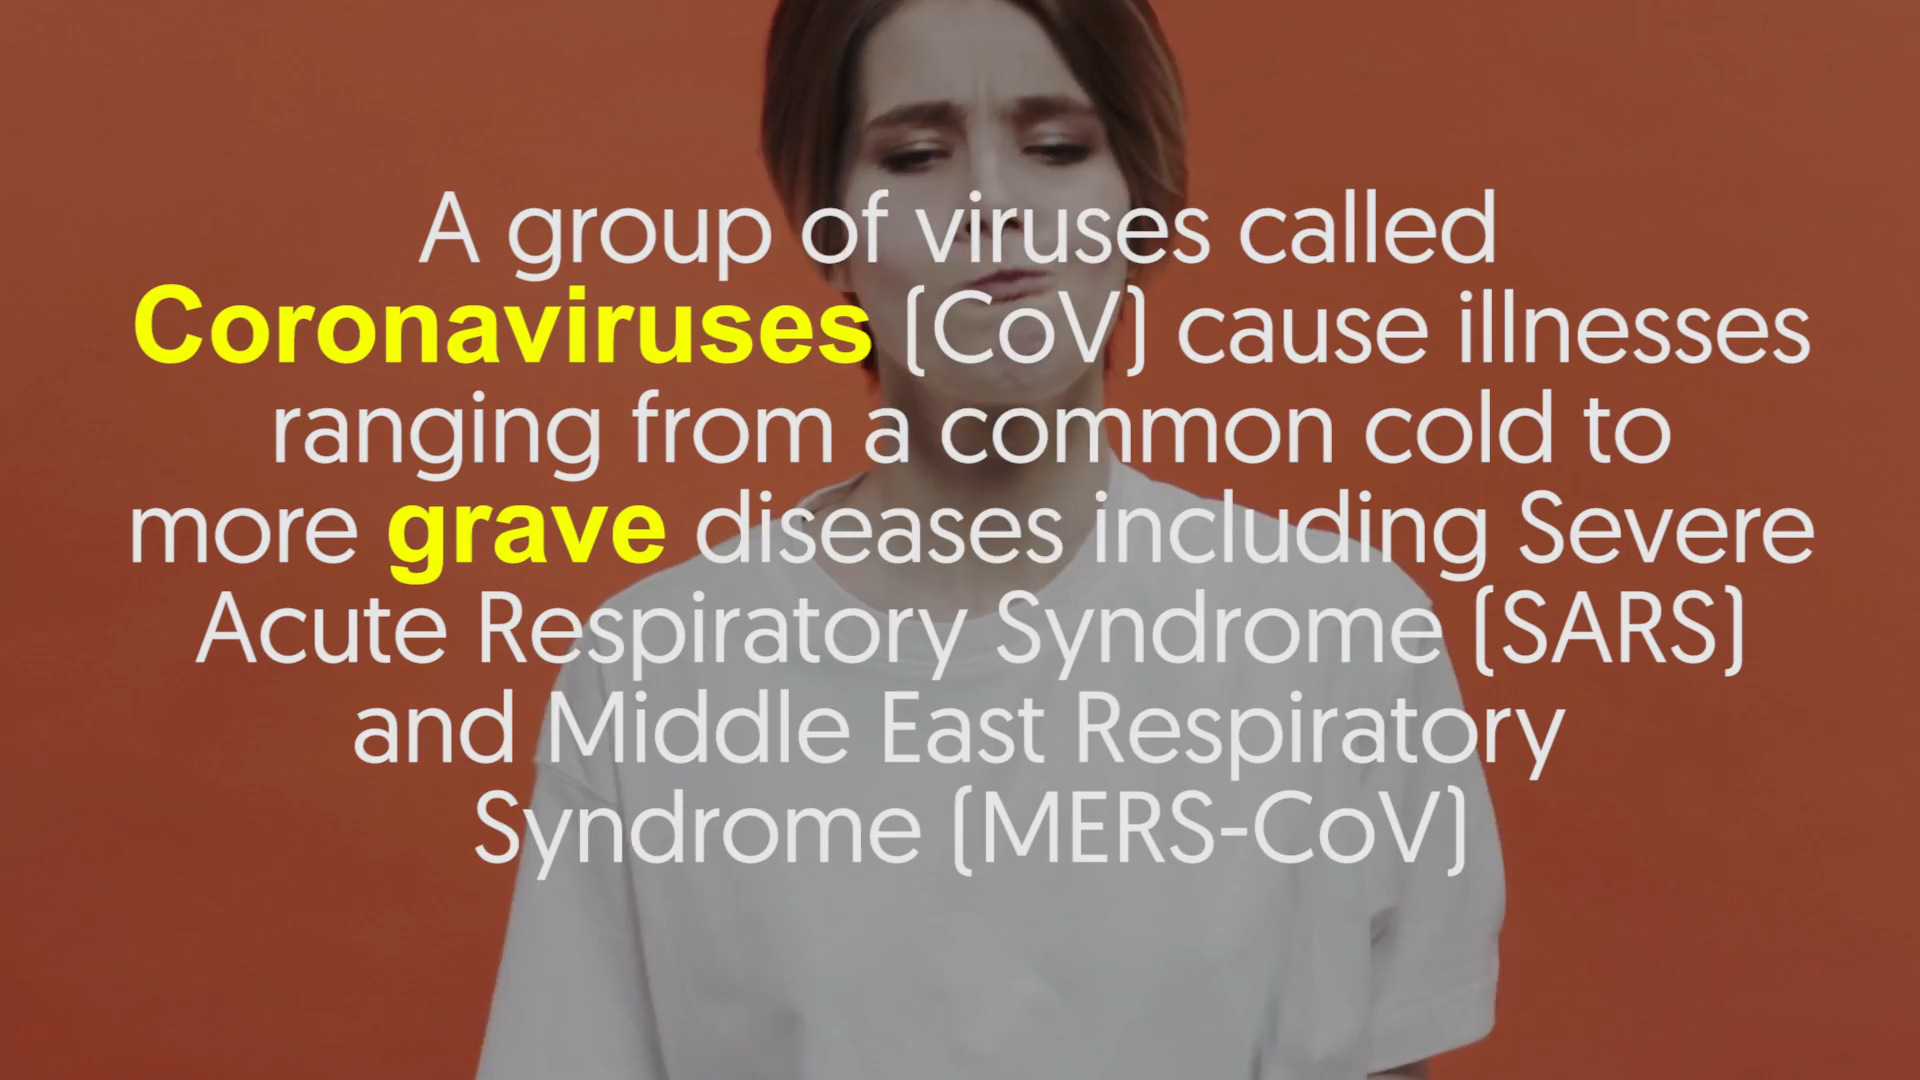 A group of viruses called
Coronaviruses (CoV) cause illnesses
ranging from a common cold to
more grave diseases including Severe
Acute Respiratory Syndrome (SARS)
and Middle East Respiratory
Syndrome (MERS-CoV)